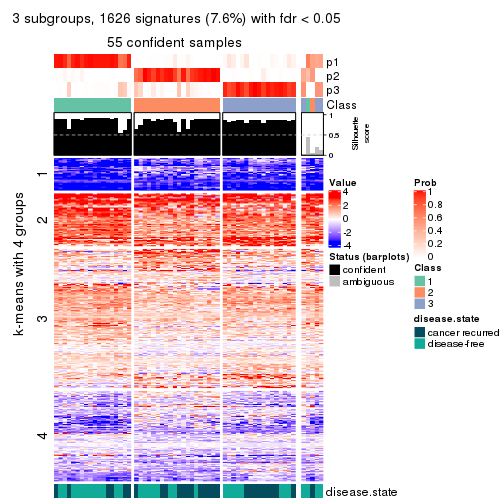 3 subgroups, 1626 signatures (7.6%) with fdr < 0.05
55 confident samples
p1
p2
p3
Class
1
0.5
0
Silhouette
score
k-means with 4 groups
1
2
3
4
disease.state
Value
4
2
0
-2
-4
Status (barplots)
confident
ambiguous
Prob
1
0.8
0.6
0.4
0.2
0
Class
1
2
3
disease.state
cancer recurred
disease-free